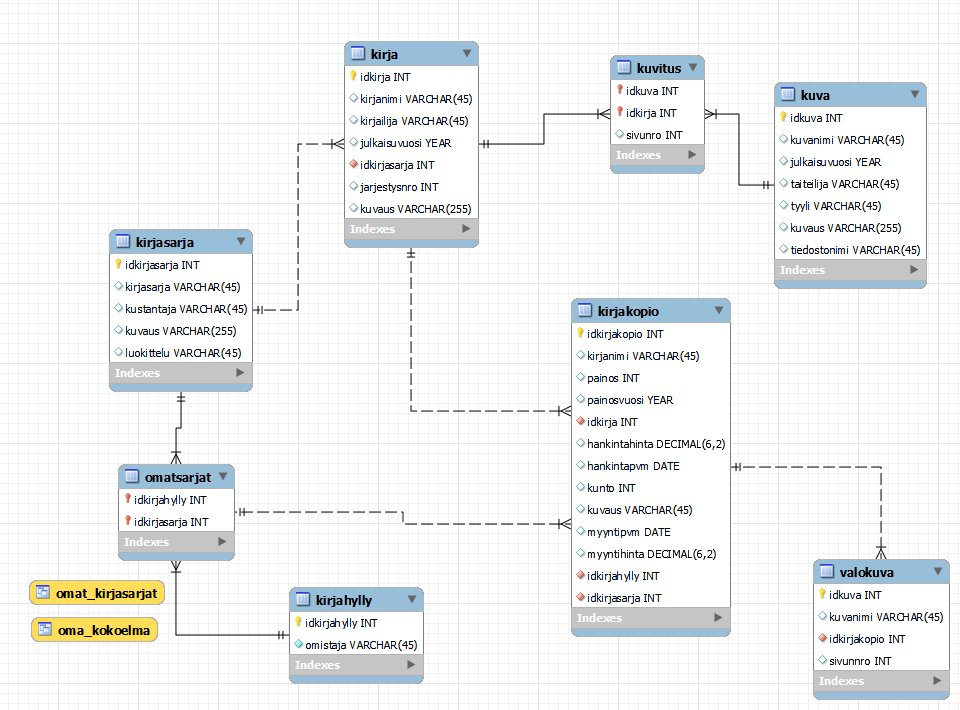 kirja
idkirja INT
kirjanimi VARCHAR(45)
kirjailija VARCHAR(45)
julkaisuvuosi YEAR
idkirjasarja INT
jarjestysnro INT
kuvaus VARCHAR(255)
Indexes
kuvitus
idkuva INT
idkirja INT
sivunro INT
Indexes
kuva
idkuva INT
kuvanimi VARCHAR(45)
julkaisuvuosi YEAR
taiteilija VARCHAR(45)
tyyli VARCHAR(45)
kuvaus VARCHAR(255)
tiedostonimi VARCHAR(45)
Indexes
kirjasarja
idkirjasarja INT
kirjasarja VARCHAR(45)
kustantaja VARCHAR(45)
kuvaus VARCHAR(255)
luokittelu VARCHAR(45)
Indexes
kirjakopio
idkirjakopio INT
kirjanimi VARCHAR(45)
painos INT
painosvuosi YEAR
idkirja INT
hankintahinta DECIMAL(6,2)
hankintapvm DATE
kunto INT
kuvaus VARCHAR(45)
myyntipvm DATE
myyntihinta DECIMAL(6,2)
idkirjahylly INT
idkirjasarja INT
Indexes
omatsarjat
idkirjahylly INT
idkirjasarja INT
Indexes
omat_kirjasarjat
oma_kokoelma
kirjahylly
idkirjahylly INT
omistaja VARCHAR(45)
Indexes
valokuva
idkuva INT
kuvanimi VARCHAR(45)
idkirjakopio INT
sivunnro INT
Indexes